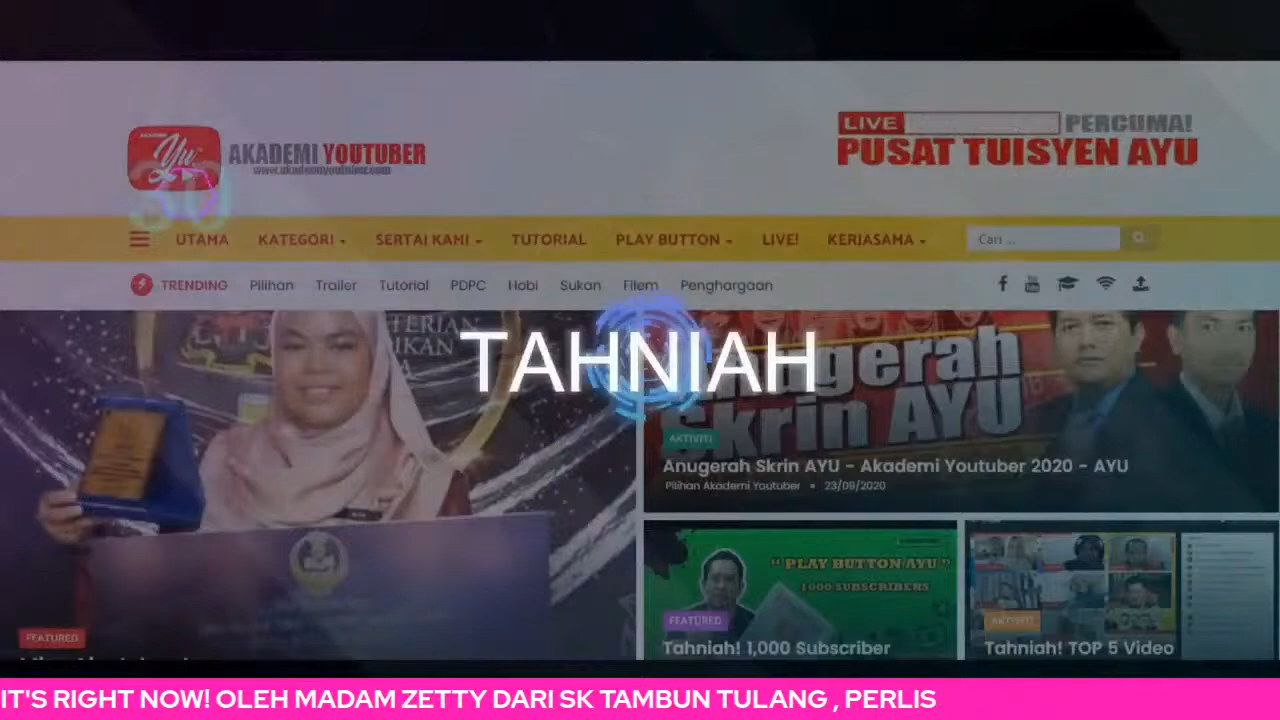 LIVE PERCUMA!
PUSAT TUISYEN AYU
AKADEMI YOUTUBER
www.akademiyoutuber.com
UTAMA KATEGORI SERTAI KAMI TUTORIAL PLAY BUTTON LIVE! KERJASAMA Cari ...
TRENDING Pilihan Trailer Tutorial PDPC Hobi Sukan Filem Penghargaan
TAHNIAH
Anugerah
Skrin AYU
AKTIVITI
Anugerah Skrin AYU - Akademi Youtuber 2020 - AYU
Pilihan Akademi Youtuber 23/09/2020
"PLAY BUTTON AYU"
1000 SUBSCRIBERS
FEATURED
FEATURED
Tahniah! 1,000 Subscriber
AKTIVITI
Tahniah! TOP 5 Video
IT'S RIGHT NOW! OLEH MADAM ZETTY DARI SK TAMBUN TULANG , PERLIS